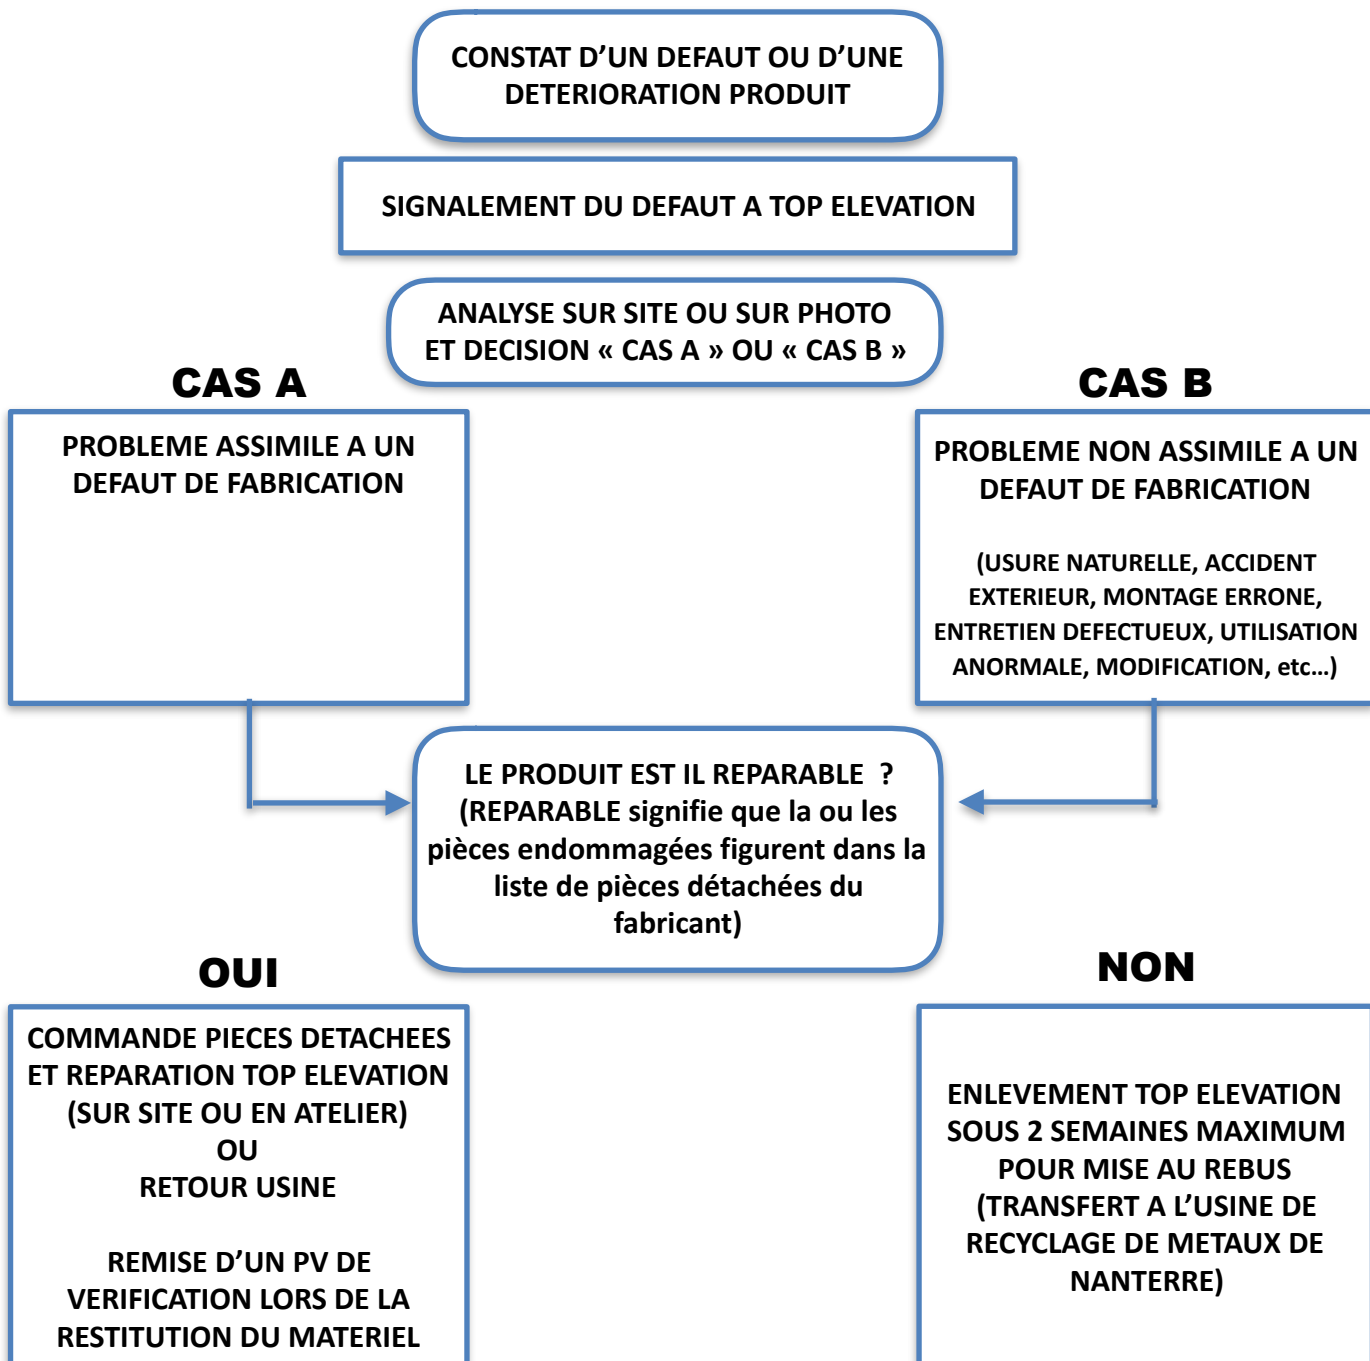 CONSTAT D’UN DEFAUT OU D’UNE
DETERIORATION PRODUIT
SIGNALEMENT DU DEFAUT A TOP ELEVATION
ANALYSE SUR SITE OU SUR PHOTO
ET DECISION « CAS A » OU « CAS B »
CAS A
PROBLEME ASSIMILE A UN
DEFAUT DE FABRICATION
CAS B
PROBLEME NON ASSIMILE A UN
DEFAUT DE FABRICATION
(USURE NATURELLE, ACCIDENT
EXTERIEUR, MONTAGE ERRONE,
ENTRETIEN DEFECTUEUX, UTILISATION
ANORMALE, MODIFICATION, etc…)
LE PRODUIT EST IL REPARABLE  ?
(REPARABLE signifie que la ou les
pièces endommagées figurent dans la
liste de pièces détachées du
fabricant)
OUI
COMMANDE PIECES DETACHEES
ET REPARATION TOP ELEVATION
(SUR SITE OU EN ATELIER)
OU
RETOUR USINE
REMISE D’UN PV DE
VERIFICATION LORS DE LA
RESTITUTION DU MATERIEL
NON
ENLEVEMENT TOP ELEVATION
SOUS 2 SEMAINES MAXIMUM
POUR MISE AU REBUS
(TRANSFERT A L’USINE DE
RECYCLAGE DE METAUX DE
NANTERRE)